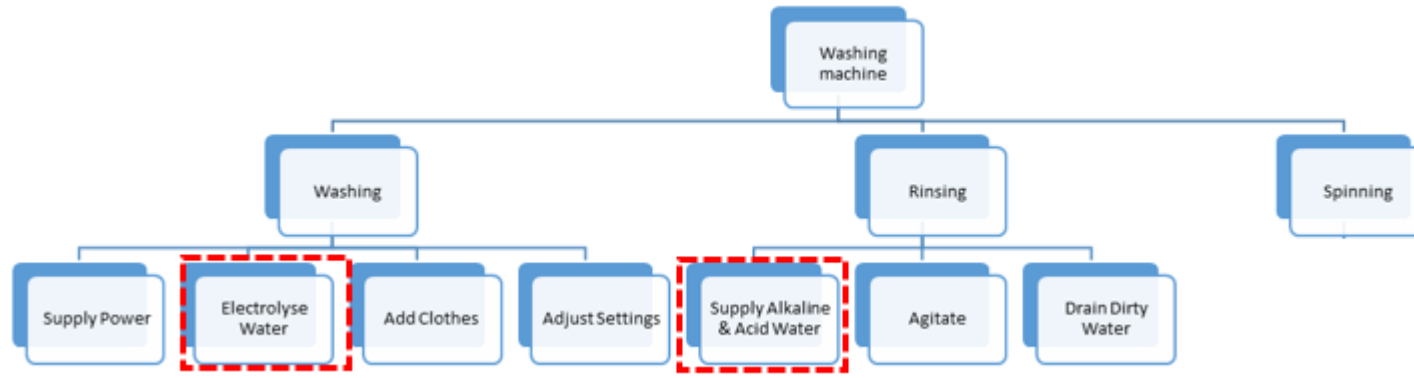 Washing
machine
Washing
Rinsing
Spinning
Supply Power
Electrolyse
Water
Add Clothes
Adjust Settings
Supply Alkaline
& Acid Water
Agitate
Drain Dirty
Water